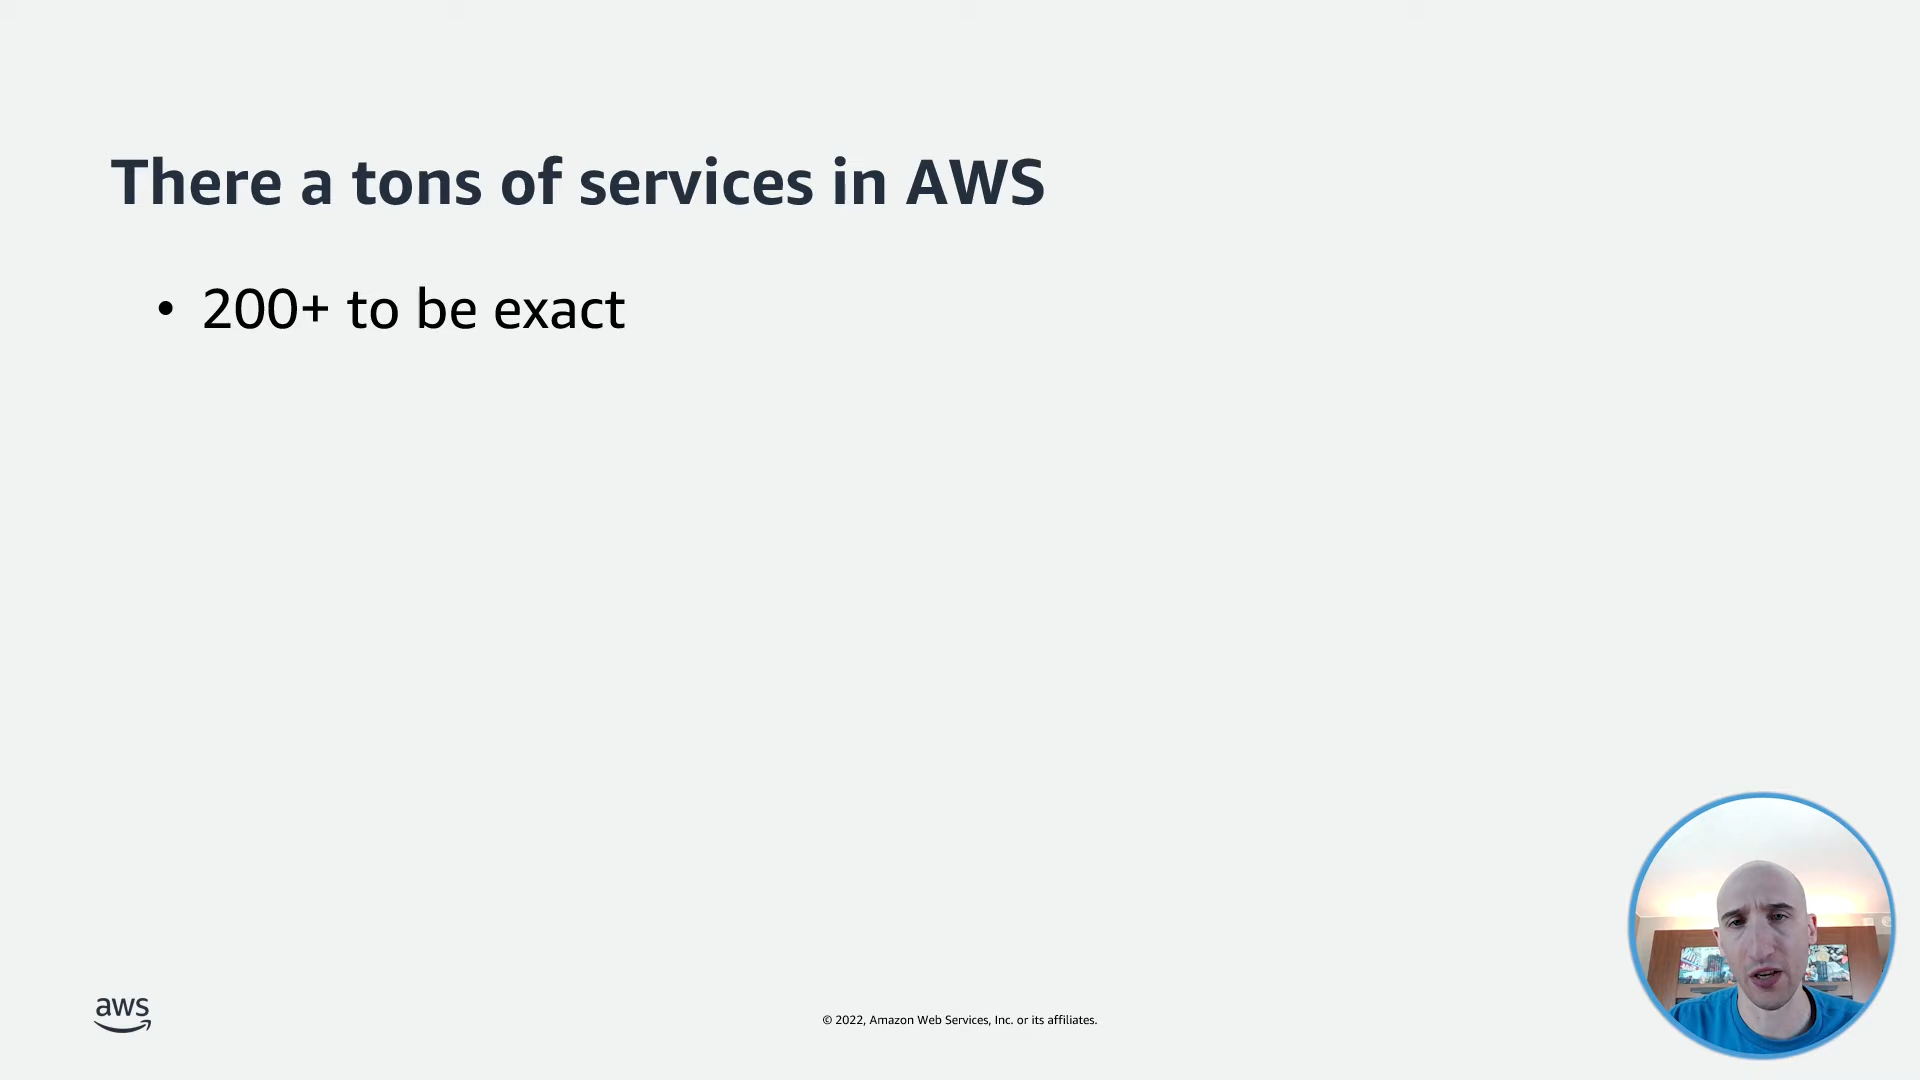 There a tons of services in AWS
• 200+ to be exact
aws
© 2022, Amazon Web Services, Inc. or its affiliates.